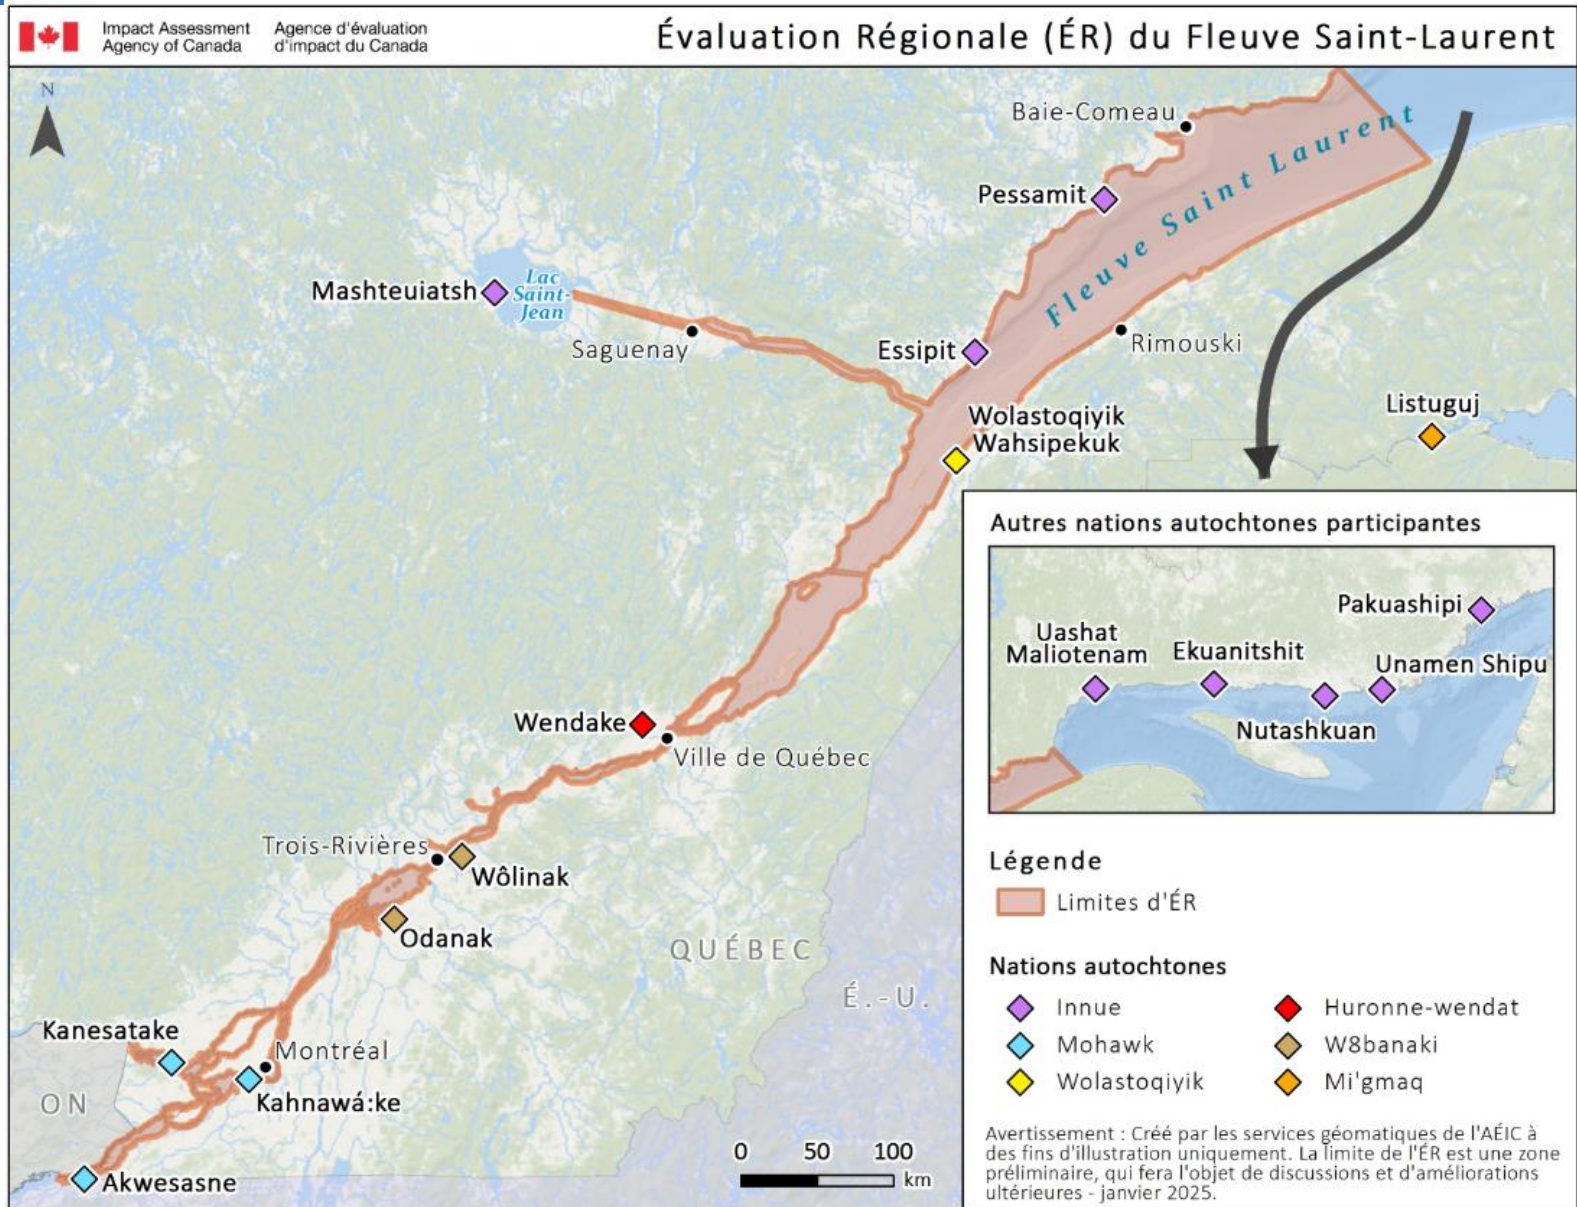 Impact Assessment
Agency of Canada
Agence d'évaluation
d'impact du Canada
Évaluation Régionale (ÉR) du Fleuve Saint-Laurent
N
Baie-Comeau
Fleuve Saint Laurent
Pessamit
Mashteuiatsh
Lac
Saint-
Jean
Saguenay
Essipit
Rimouski
Wolastoqiyik
Wahsipekuk
Listuguj
Wendake
Ville de Québec
Trois-Rivières
Wôlinak
Odanak
QUÉBEC
É.-U.
Kanesatake
Montréal
Kahnawá:ke
ON
Akwesasne
0 50 100
km
Autres nations autochtones participantes
Pakuashipi
Uashat
Maliotenam
Ekuanitshit
Unamen Shipu
Nutashkuan
Légende
Limites d'ÉR
Nations autochtones
Innue
Mohawk
Wolastoqiyik
Huronne-wendat
W8banaki
Mi'gmaq
Avertissement : Créé par les services géomatiques de l'AÉIC à
des fins d'illustration uniquement. La limite de l'ÉR est une zone
préliminaire, qui fera l'objet de discussions et d'améliorations
ultérieures - janvier 2025.